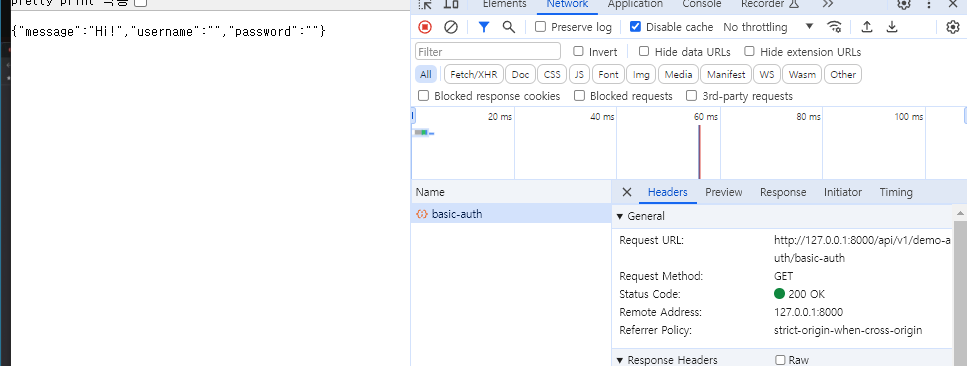 pretty print 적용
{"message":"Hi!","username":"","password":""}
Elements Network Application Console Recorder
Preserve log Disable cache No throttling
Filter Invert Hide data URLs Hide extension URLs
All Fetch/XHR Doc CSS JS Font Img Media Manifest WS Wasm Other
Blocked response cookies Blocked requests 3rd-party requests
20 ms 40 ms 60 ms 80 ms 100 ms
Name Headers Preview Response Initiator Timing
basic-auth
General
Request URL: http://127.0.0.1:8000/api/v1/demo-a
uth/basic-auth
Request Method: GET
Status Code: 200 OK
Remote Address: 127.0.0.1:8000
Referrer Policy: strict-origin-when-cross-origin
Response Headers Raw